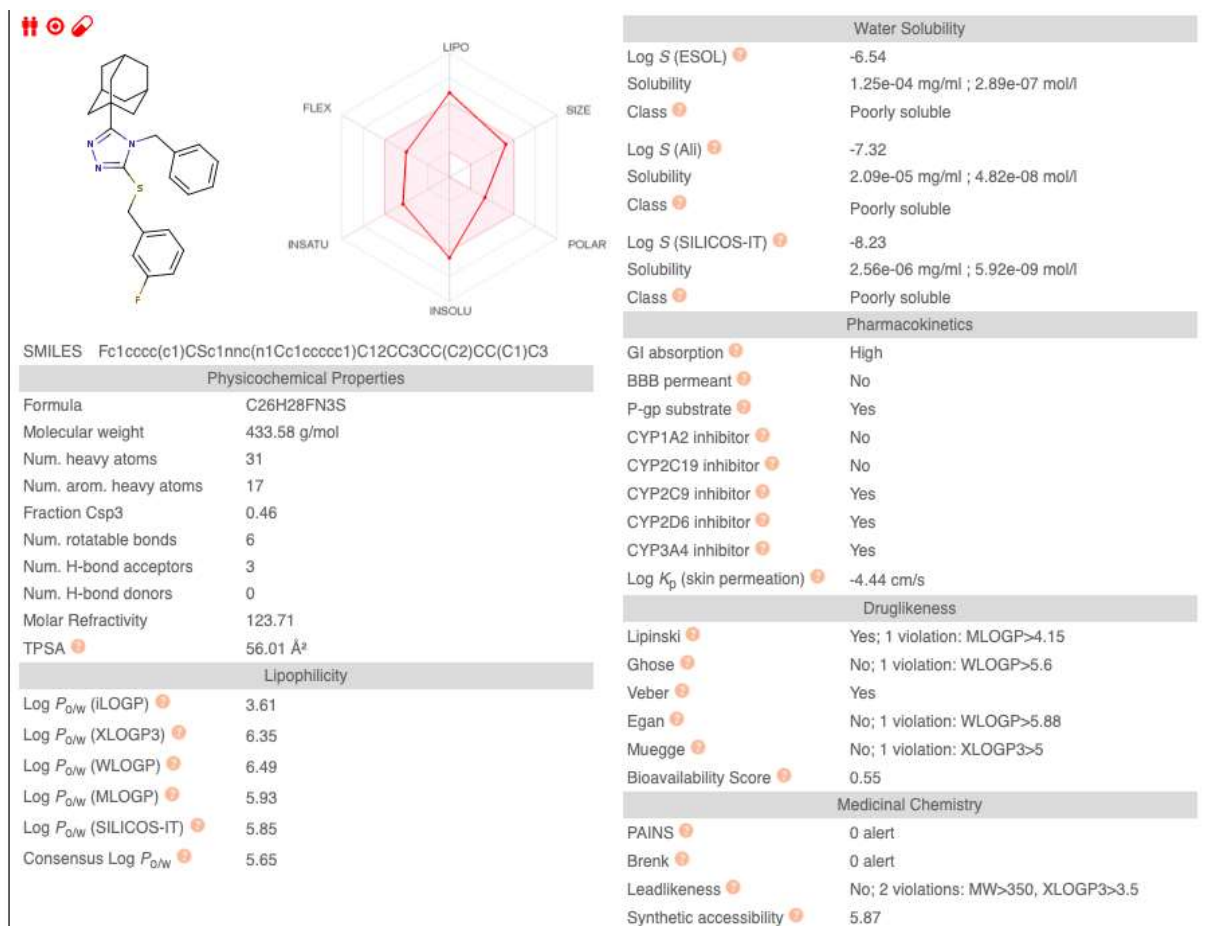 LIPO
FLEX
SIZE
INSATU
POLAR
INSOLU
N
N
N
S
F
SMILES Fc1cccc(c1)CSc1nnc(n1Cc1ccccc1)C12CC3CC(C2)CC(C1)C3
Physicochemical Properties
Formula C26H28FN3S
Molecular weight 433.58 g/mol
Num. heavy atoms 31
Num. arom. heavy atoms 17
Fraction Csp3 0.46
Num. rotatable bonds 6
Num. H-bond acceptors 3
Num. H-bond donors 0
Molar Refractivity 123.71
TPSA ? 56.01 Å²
Lipophilicity
Log Po/w (iLOGP) ? 3.61
Log Po/w (XLOGP3) ? 6.35
Log Po/w (WLOGP) ? 6.49
Log Po/w (MLOGP) ? 5.93
Log Po/w (SILICOS-IT) ? 5.85
Consensus Log Po/w ? 5.65
Water Solubility
Log S (ESOL) ? -6.54
Solubility 1.25e-04 mg/ml ; 2.89e-07 mol/l
Class ? Poorly soluble
Log S (Ali) ? -7.32
Solubility 2.09e-05 mg/ml ; 4.82e-08 mol/l
Class ? Poorly soluble
Log S (SILICOS-IT) ? -8.23
Solubility 2.56e-06 mg/ml ; 5.92e-09 mol/l
Class ? Poorly soluble
Pharmacokinetics
GI absorption ? High
BBB permeant ? No
P-gp substrate ? Yes
CYP1A2 inhibitor ? No
CYP2C19 inhibitor ? No
CYP2C9 inhibitor ? Yes
CYP2D6 inhibitor ? Yes
CYP3A4 inhibitor ? Yes
Log Kp (skin permeation) ? -4.44 cm/s
Druglikeness
Lipinski ? Yes; 1 violation: MLOGP>4.15
Ghose ? No; 1 violation: WLOGP>5.6
Veber ? Yes
Egan ? No; 1 violation: WLOGP>5.88
Muegge ? No; 1 violation: XLOGP3>5
Bioavailability Score ? 0.55
Medicinal Chemistry
PAINS ? 0 alert
Brenk ? 0 alert
Leadlikeness ? No; 2 violations: MW>350, XLOGP3>3.5
Synthetic accessibility ? 5.87